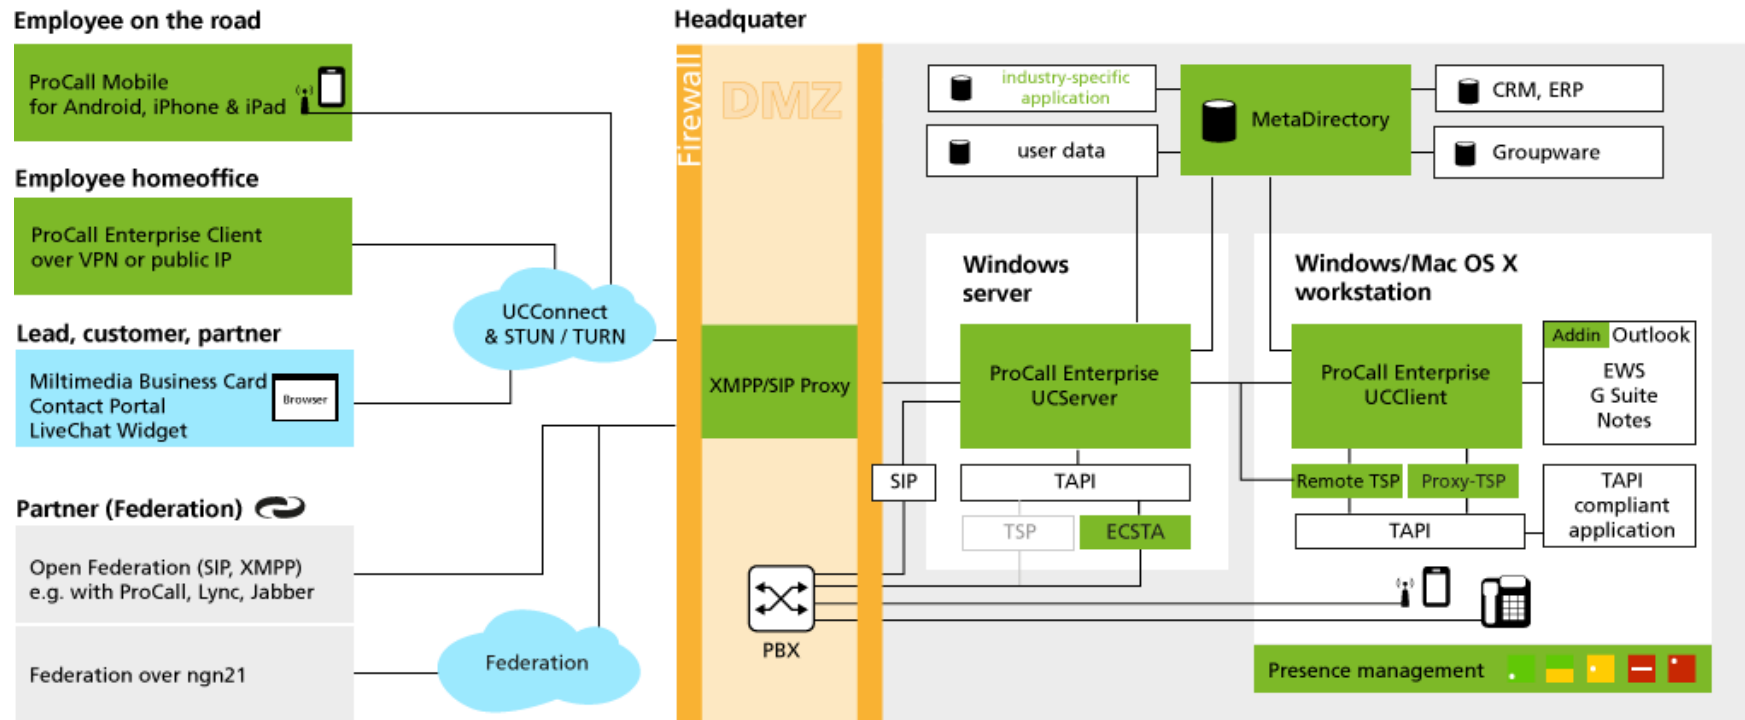 Employee on the road
ProCall Mobile
for Android, iPhone & iPad
Employee homeoffice
ProCall Enterprise Client
over VPN or public IP
Lead, customer, partner
Miltimedia Business Card
Contact Portal
LiveChat Widget
Browser
Partner (Federation)
Open Federation (SIP, XMPP)
e.g. with ProCall, Lync, Jabber
Federation over ngn21
UCConnect
& STUN / TURN
Federation
Headquater
Firewall
DMZ
XMPP/SIP Proxy
PBX
industry-specific
application
user data
MetaDirectory
CRM, ERP
Groupware
Windows
server
ProCall Enterprise
UCServer
SIP
TAPI
TSP
ECSTA
Windows/Mac OS X
workstation
ProCall Enterprise
UCClient
Addin Outlook
EWS
G Suite
Notes
Remote TSP
Proxy-TSP
TAPI
TAPI
compliant
application
Presence management